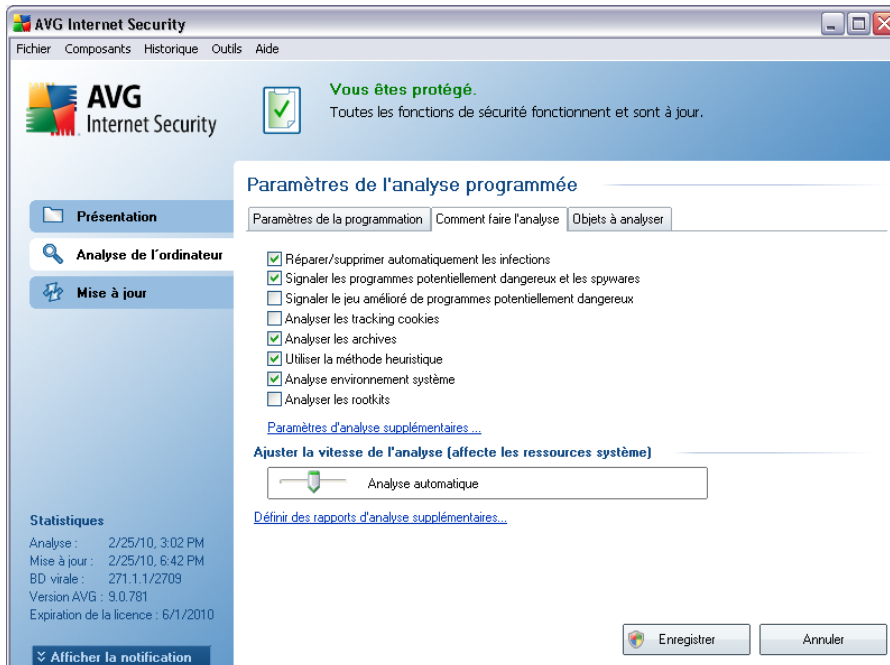 AVG Internet Security
Fichier Composants Historique Outils Aide
AVG
Internet Security
Vous êtes protégé.
Toutes les fonctions de sécurité fonctionnent et sont à jour.
Présentation
Analyse de l'ordinateur
Mise à jour
Paramètres de l'analyse programmée
Paramètres de la programmation
Comment faire l'analyse
Objets à analyser
Réparer/supprimer automatiquement les infections
Signaler les programmes potentiellement dangereux et les spywares
Signaler le jeu amélioré de programmes potentiellement dangereux
Analyser les tracking cookies
Analyser les archives
Utiliser la méthode heuristique
Analyse environnement système
Analyser les rootkits
Paramètres d'analyse supplémentaires ...
Ajuster la vitesse de l'analyse (affecte les ressources système)
Analyse automatique
Définir des rapports d'analyse supplémentaires...
Statistiques
Analyse : 2/25/10, 3:02 PM
Mise à jour : 2/25/10, 6:42 PM
BD virale : 271.1.1/2709
Version AVG : 9.0.781
Expiration de la licence : 6/1/2010
Afficher la notification
Enregistrer
Annuler